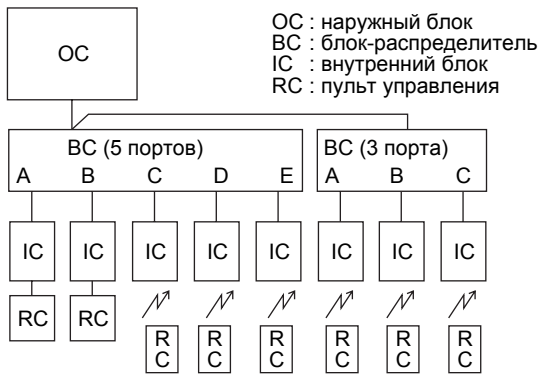 OC
OC : наружный блок
BC : блок-распределитель
IC : внутренний блок
RC : пульт управления
BC (5 портов)
BC (3 порта)
A B C D E A B C
IC IC IC IC IC IC IC IC
RC RC R R R R R R
C C C C C C